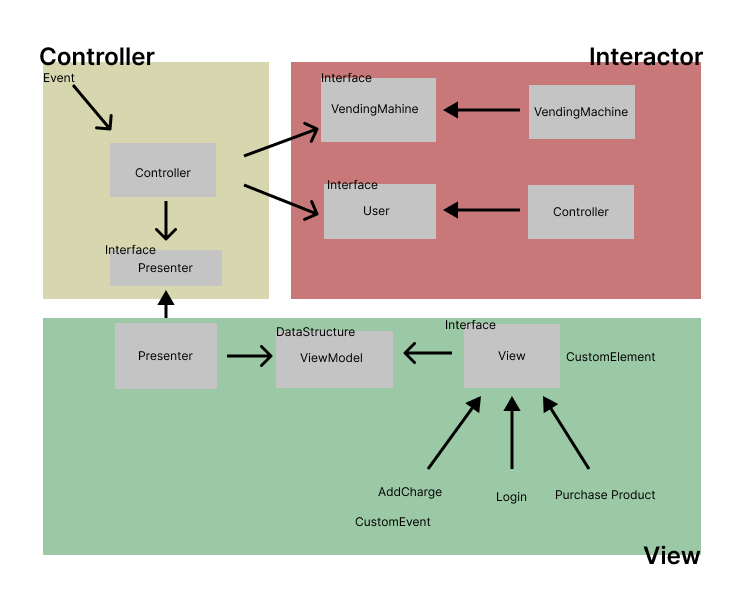 Controller
Interactor
Event
Interface
VendingMahine
VendingMachine
Controller
Interface
User
Controller
Interface
Presenter
Presenter
DataStructure
ViewModel
Interface
View
CustomElement
AddCharge
Login
Purchase Product
CustomEvent
View